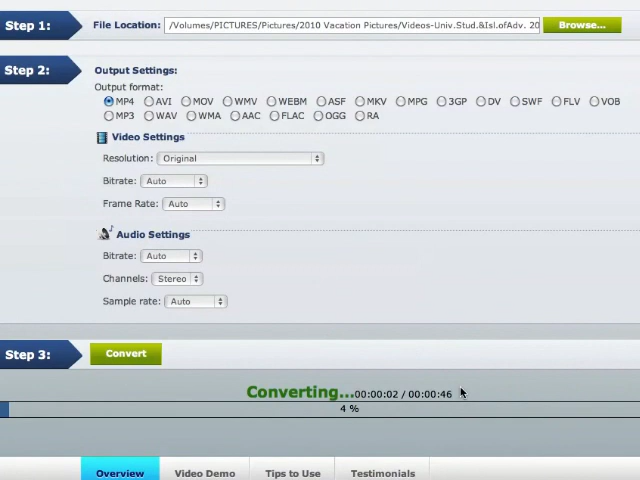 Step 1: File Location: /Volumes/PICTURES/Pictures/2010 Vacation Pictures/Videos-Univ.Stud.&Isl.ofAdv. 20 Browse...
Step 2: Output Settings:
Output format:
MP4 AVI MOV WMV WEBM ASF MKV MPG 3GP DV SWF FLV VOB
MP3 WAV WMA AAC FLAC OGG RA
Video Settings
Resolution: Original
Bitrate: Auto
Frame Rate: Auto
Audio Settings
Bitrate: Auto
Channels: Stereo
Sample rate: Auto
Step 3: Convert
Converting...00:00:02 / 00:00:46
4 %
Overview Video Demo Tips to Use Testimonials